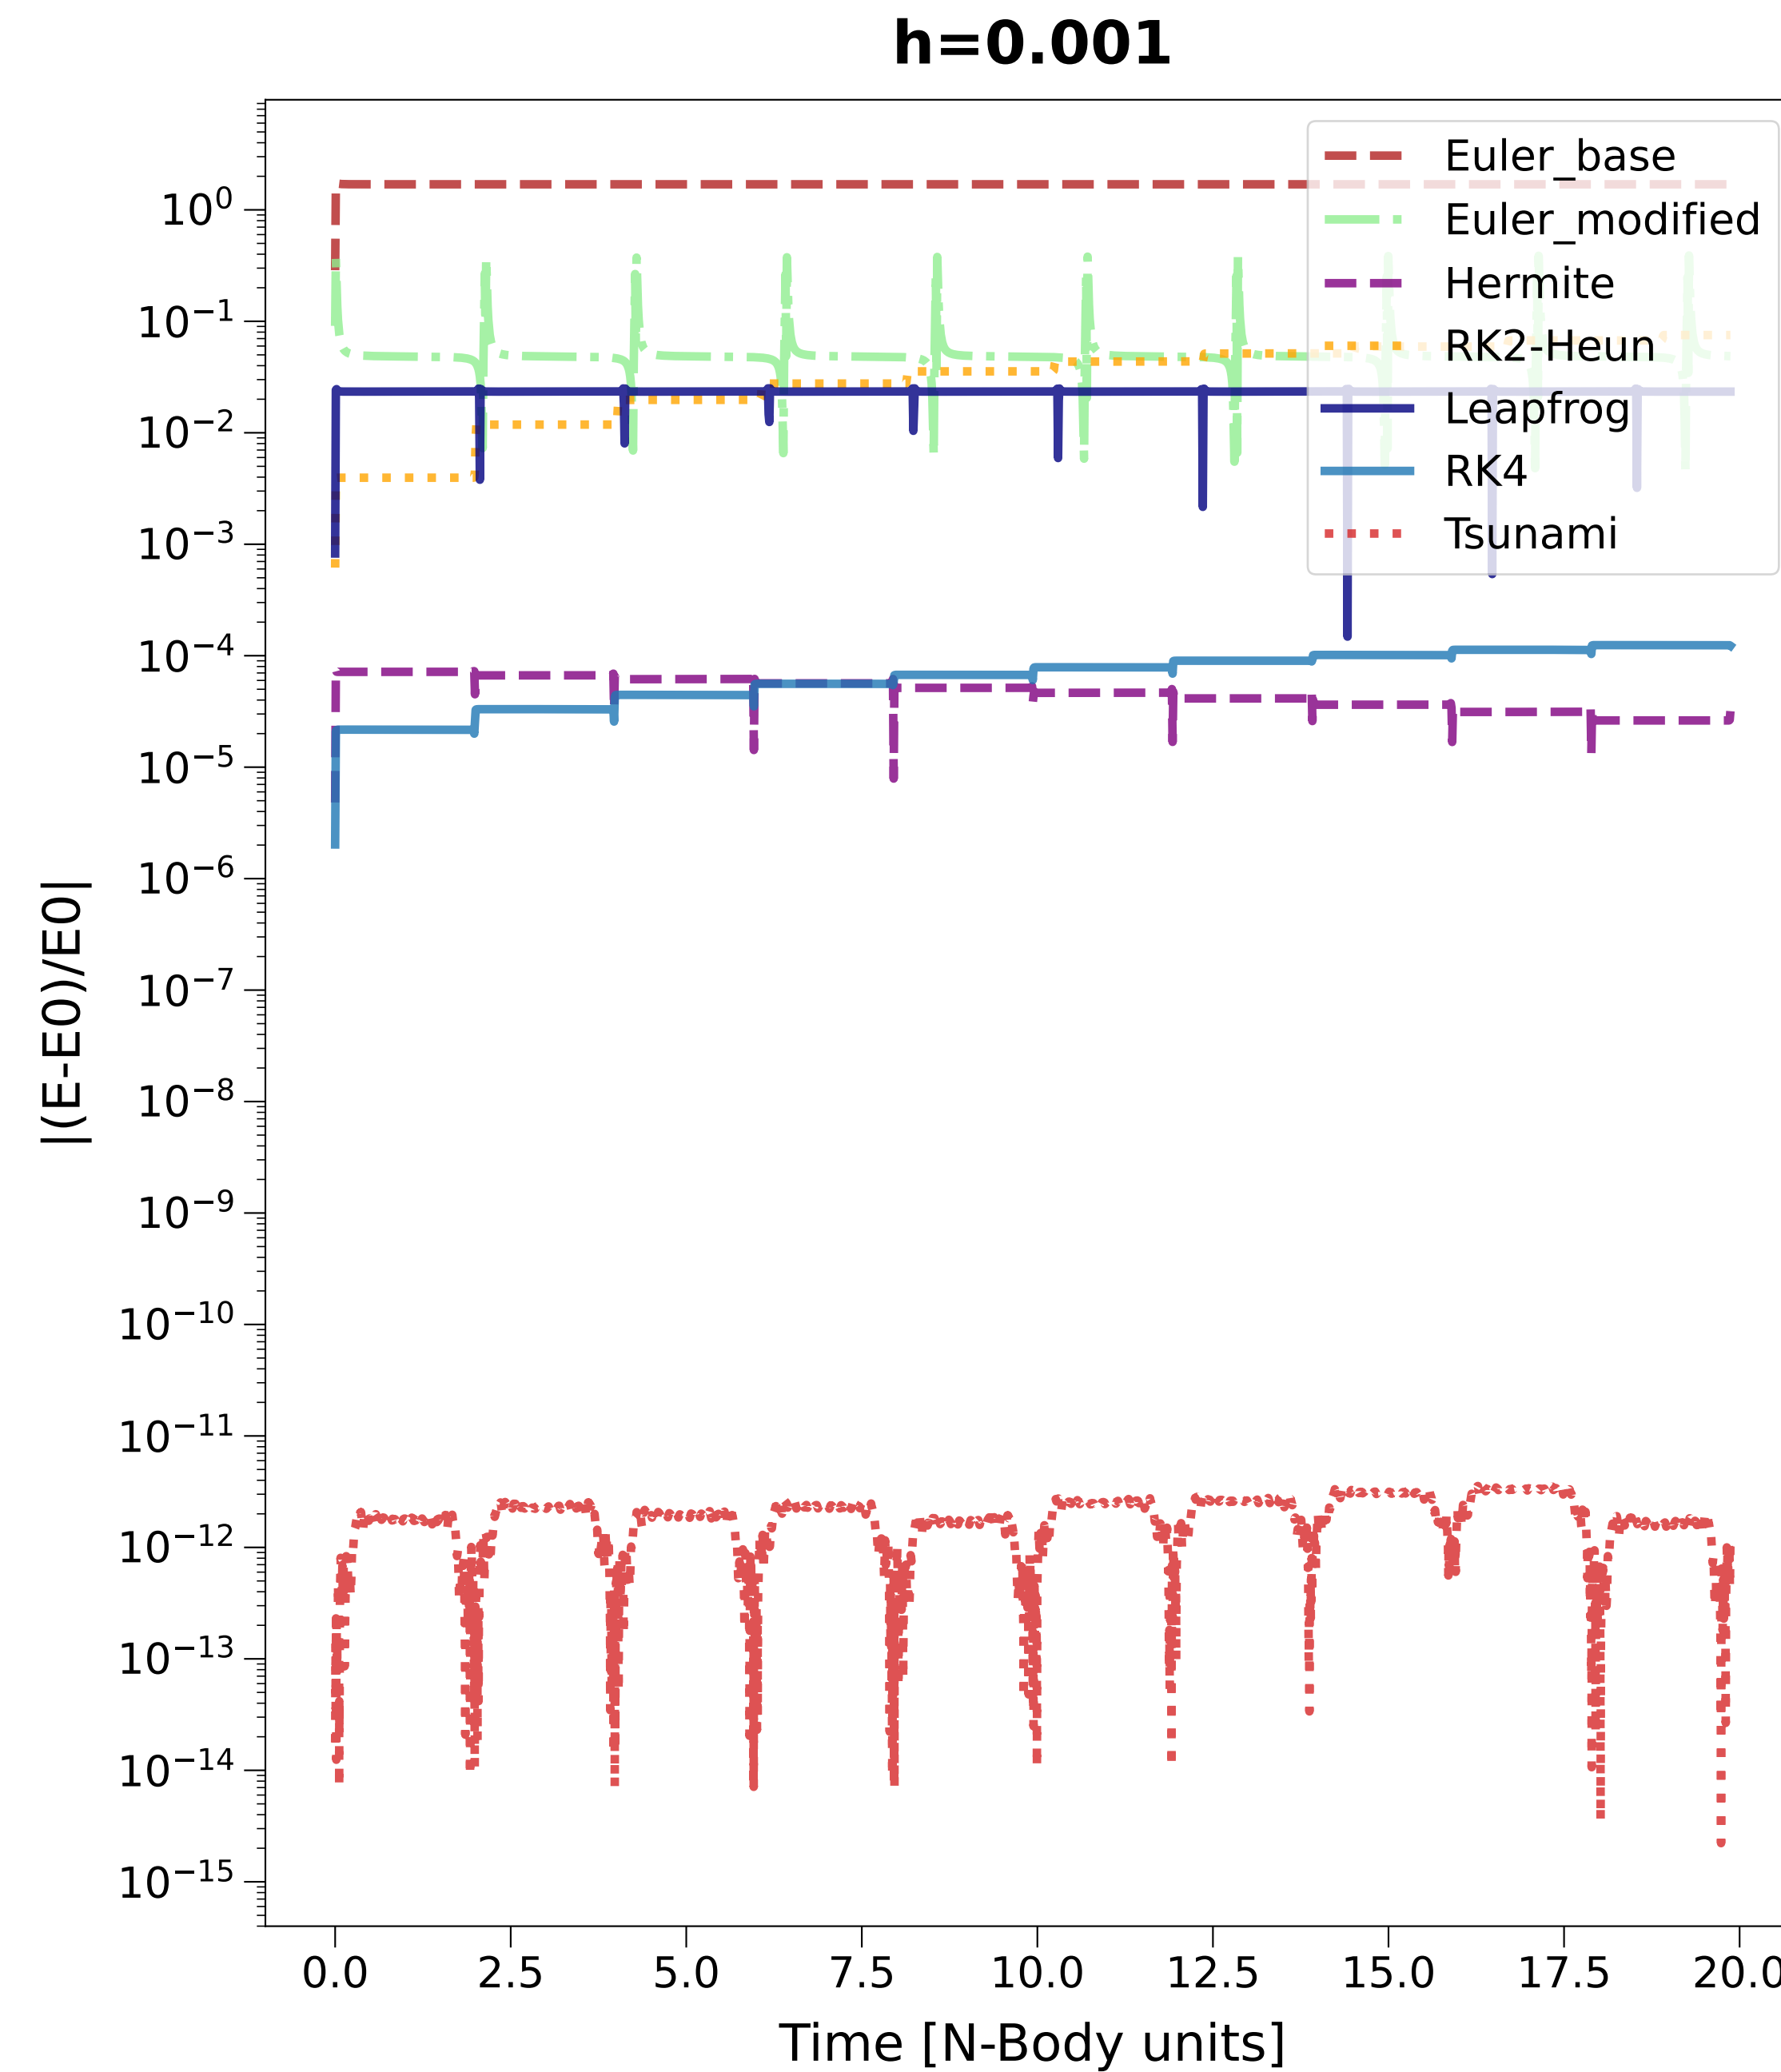 h=0.001
|(E-E0)/E0|
10⁰
10⁻¹
10⁻²
10⁻³
10⁻⁴
10⁻⁵
10⁻⁶
10⁻⁷
10⁻⁸
10⁻⁹
10⁻¹⁰
10⁻¹¹
10⁻¹²
10⁻¹³
10⁻¹⁴
10⁻¹⁵
Euler_base
Euler_modified
Hermite
RK2-Heun
Leapfrog
RK4
Tsunami
0.0 2.5 5.0 7.5 10.0 12.5 15.0 17.5 20.0
Time [N-Body units]